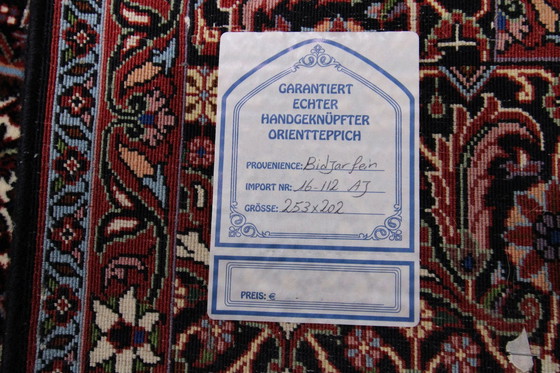 GARANTIERT
ECHTER
HANDGEKNÜPFTER
ORIENTTEPPICH
PROVENIENCE: Bidjar fein
IMPORT NR: 16-112 AJ
GRÖSSE: 253x202
PREIS: €